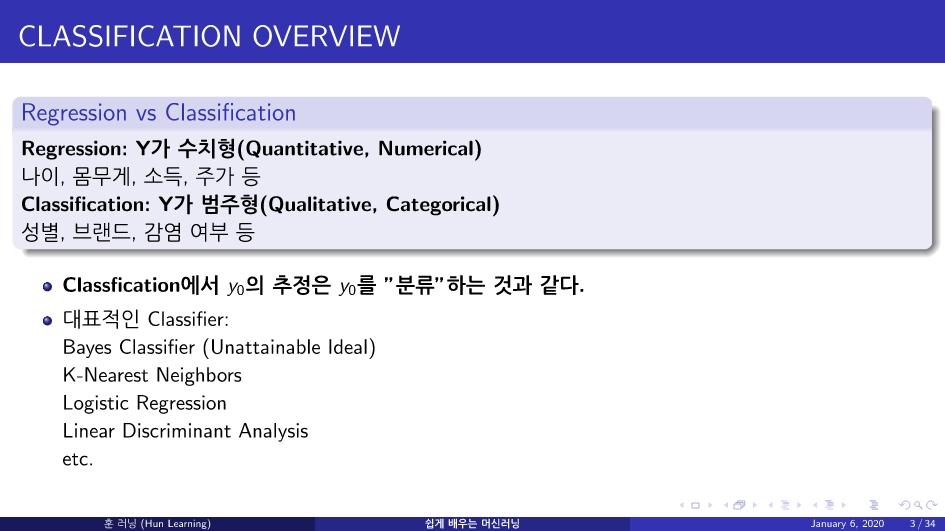 CLASSIFICATION OVERVIEW
Regression vs Classification
Regression: Y가 수치형(Quantitative, Numerical)
나이, 몸무게, 소득, 주가 등
Classification: Y가 범주형(Qualitative, Categorical)
성별, 브랜드, 감염 여부 등
Classfication에서 y₀의 추정은 y₀를 ”분류”하는 것과 같다.
대표적인 Classifier:
Bayes Classifier (Unattainable Ideal)
K-Nearest Neighbors
Logistic Regression
Linear Discriminant Analysis
etc.
훈 러닝 (Hun Learning) 쉽게 배우는 머신러닝 January 6, 2020 3 / 34